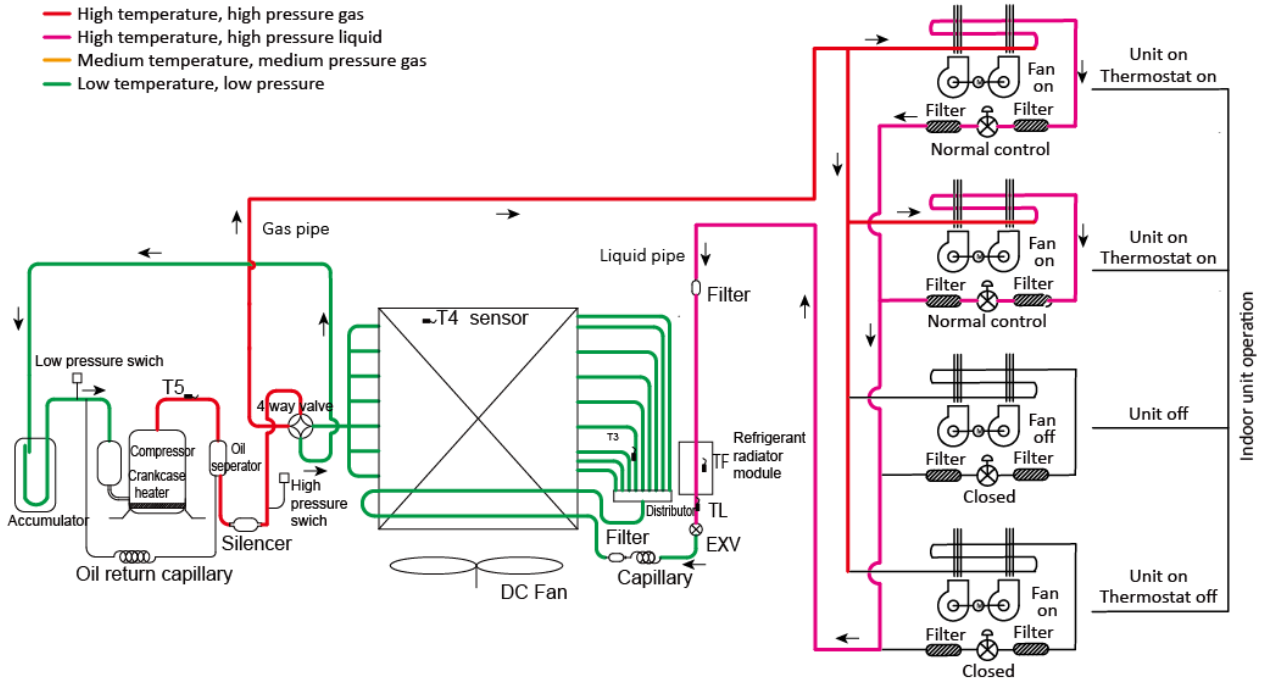 High temperature, high pressure gas
High temperature, high pressure liquid
Medium temperature, medium pressure gas
Low temperature, low pressure
Fan
on
Filter
Filter
Normal control
Unit on
Thermostat on
Gas pipe
Liquid pipe
Filter
Fan
on
Filter
Filter
Normal control
Unit on
Thermostat on
Indoor unit operation
T4 sensor
Low pressure swich
T5
4 way valve
Compressor
Crankcase
heater
Oil
seperator
High
pressure
swich
Accumulator
Silencer
Oil return capillary
T3
Distributor
TF
Refrigerant
radiator
module
TL
EXV
Filter
Capillary
DC Fan
Fan
off
Filter
Filter
Closed
Unit off
Fan
on
Filter
Filter
Closed
Unit on
Thermostat off